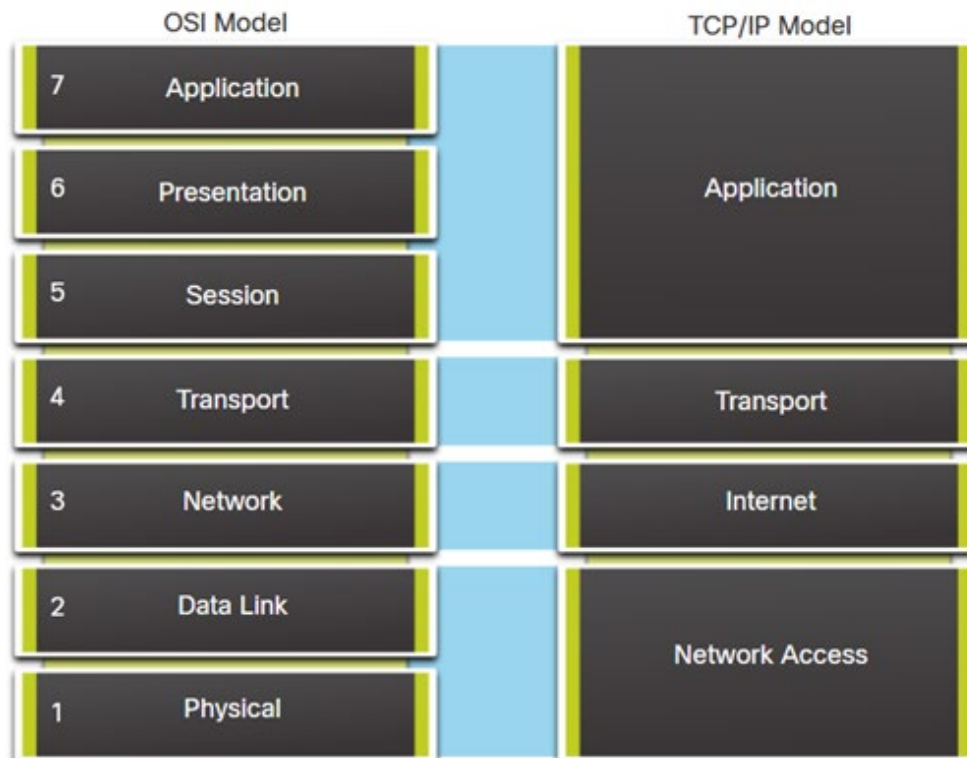 OSI Model
TCP/IP Model
7 Application
6 Presentation
5 Session
4 Transport
3 Network
2 Data Link
1 Physical
Application
Transport
Internet
Network Access